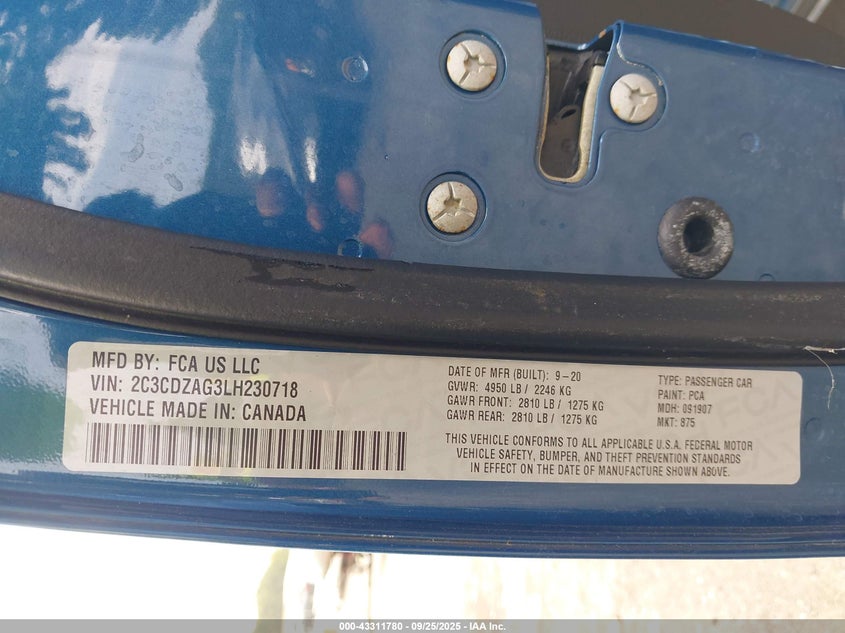 MFD BY: FCA US LLC
VIN: 2C3CDZAG3LH230718
VEHICLE MADE IN: CANADA
DATE OF MFR (BUILT): 9-20
GVWR: 4950 LB / 2246 KG
GAWR FRONT: 2810 LB / 1275 KG
GAWR REAR: 2810 LB / 1275 KG
TYPE: PASSENGER CAR
PAINT: PCA
MDH: 091907
MKT: 875
THIS VEHICLE CONFORMS TO ALL APPLICABLE U.S.A. FEDERAL MOTOR
VEHICLE SAFETY, BUMPER, AND THEFT PREVENTION STANDARDS
IN EFFECT ON THE DATE OF MANUFACTURE SHOWN ABOVE.
000-43311780 - 09/25/2025 - IAA Inc.